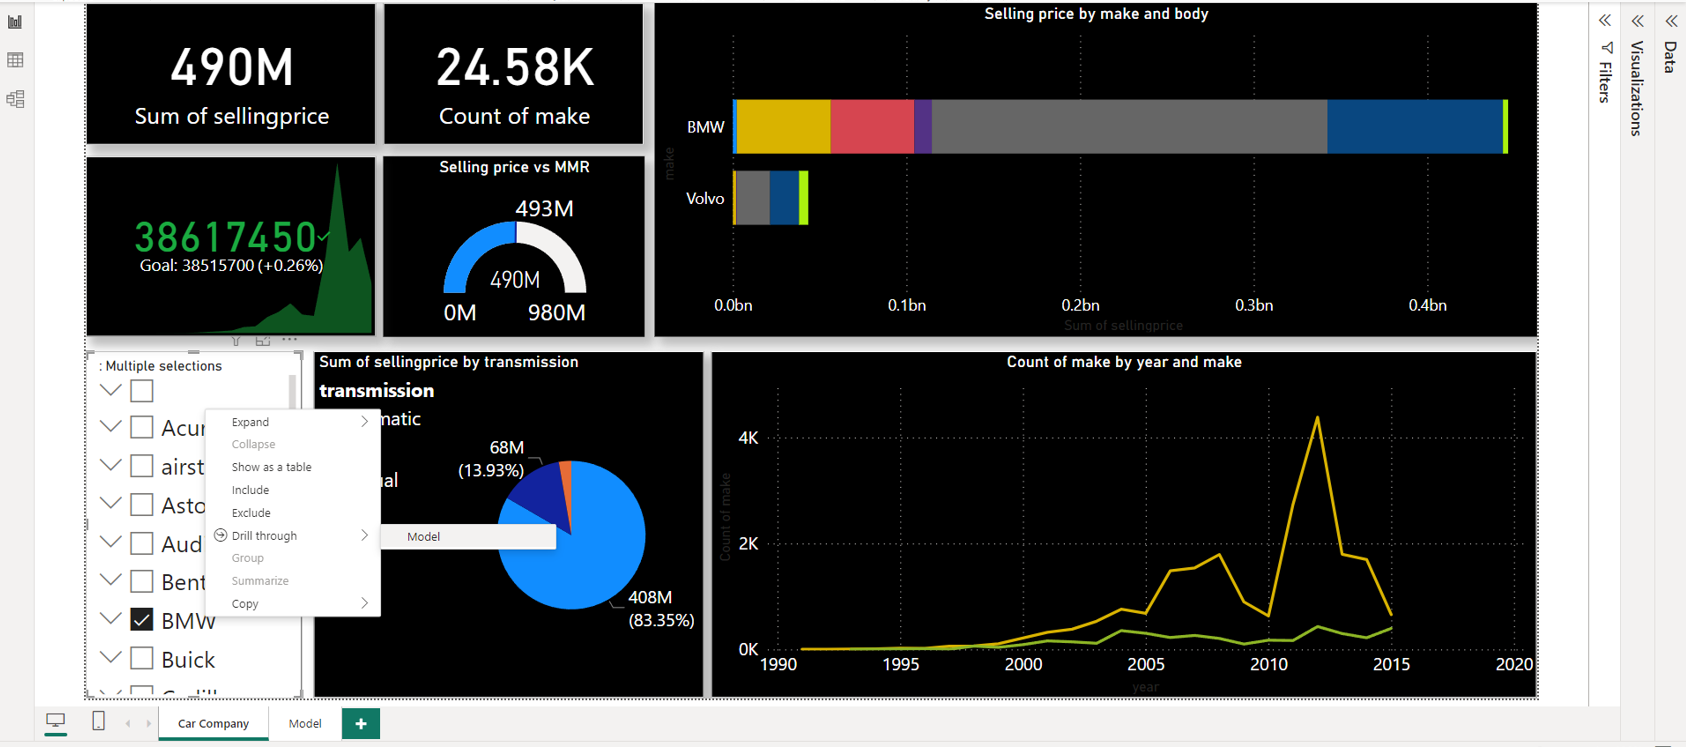 490M
Sum of sellingprice
24.58K
Count of make
Selling price by make and body
make
BMW
Volvo
0.0bn
0.1bn
0.2bn
0.3bn
0.4bn
Sum of sellingprice
38617450
Goal: 38515700 (+0.26%)
Selling price vs MMR
493M
490M
0M
980M
Filters
Visualizations
Data
: Multiple selections
Acur
airst
Asto
Aud
Bent
BMW
Buick
Expand
Collapse
Show as a table
Include
Exclude
Drill through
Group
Summarize
Copy
Model
Sum of sellingprice by transmission
transmission
matic
ual
68M
(13.93%)
408M
(83.35%)
Count of make by year and make
Count of make
4K
2K
0K
1990
1995
2000
2005
2010
2015
2020
year
Car Company
Model
+